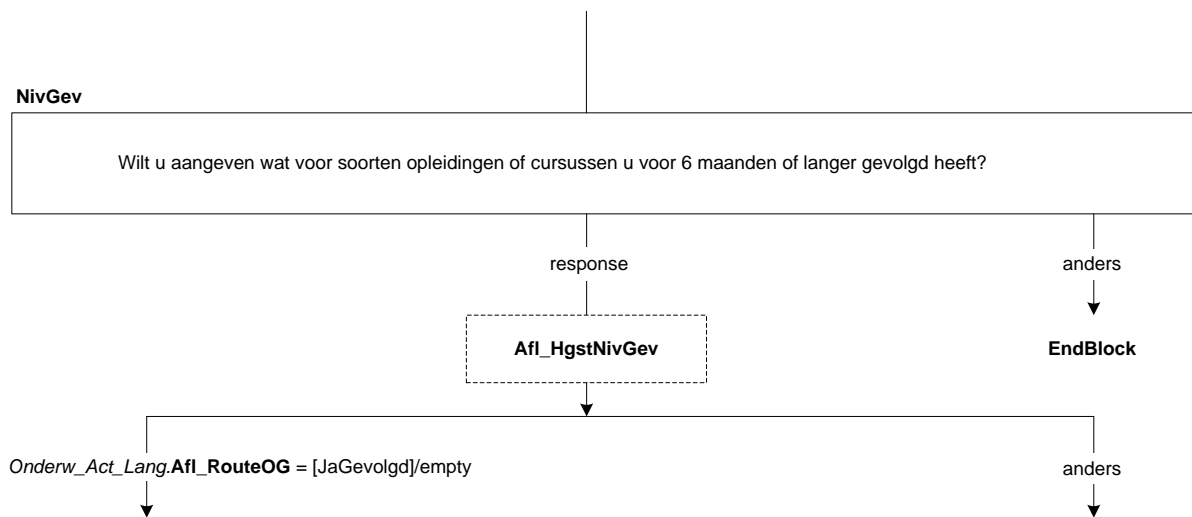 NivGev
Wilt u aangeven wat voor soorten opleidingen of cursussen u voor 6 maanden of langer gevolgd heeft?
response
anders
Afl_HgstNivGev
EndBlock
Onderw_Act_Lang.Afl_RouteOG = [JaGevolgd]/empty
anders